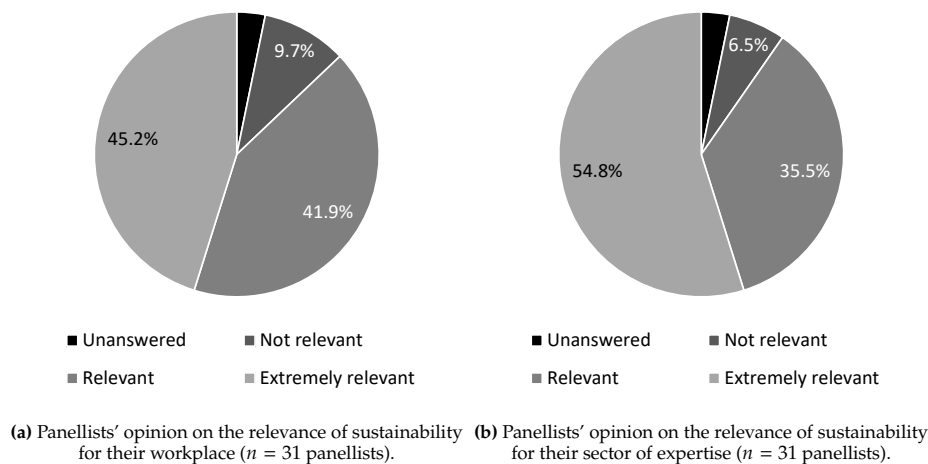 9.7%
45.2%
41.9%
■ Unanswered ■ Not relevant
■ Relevant ■ Extremely relevant
(a) Panellists’ opinion on the relevance of sustainability
for their workplace (n = 31 panellists).
6.5%
54.8%
35.5%
■ Unanswered ■ Not relevant
■ Relevant ■ Extremely relevant
(b) Panellists’ opinion on the relevance of sustainability
for their sector of expertise (n = 31 panellists).